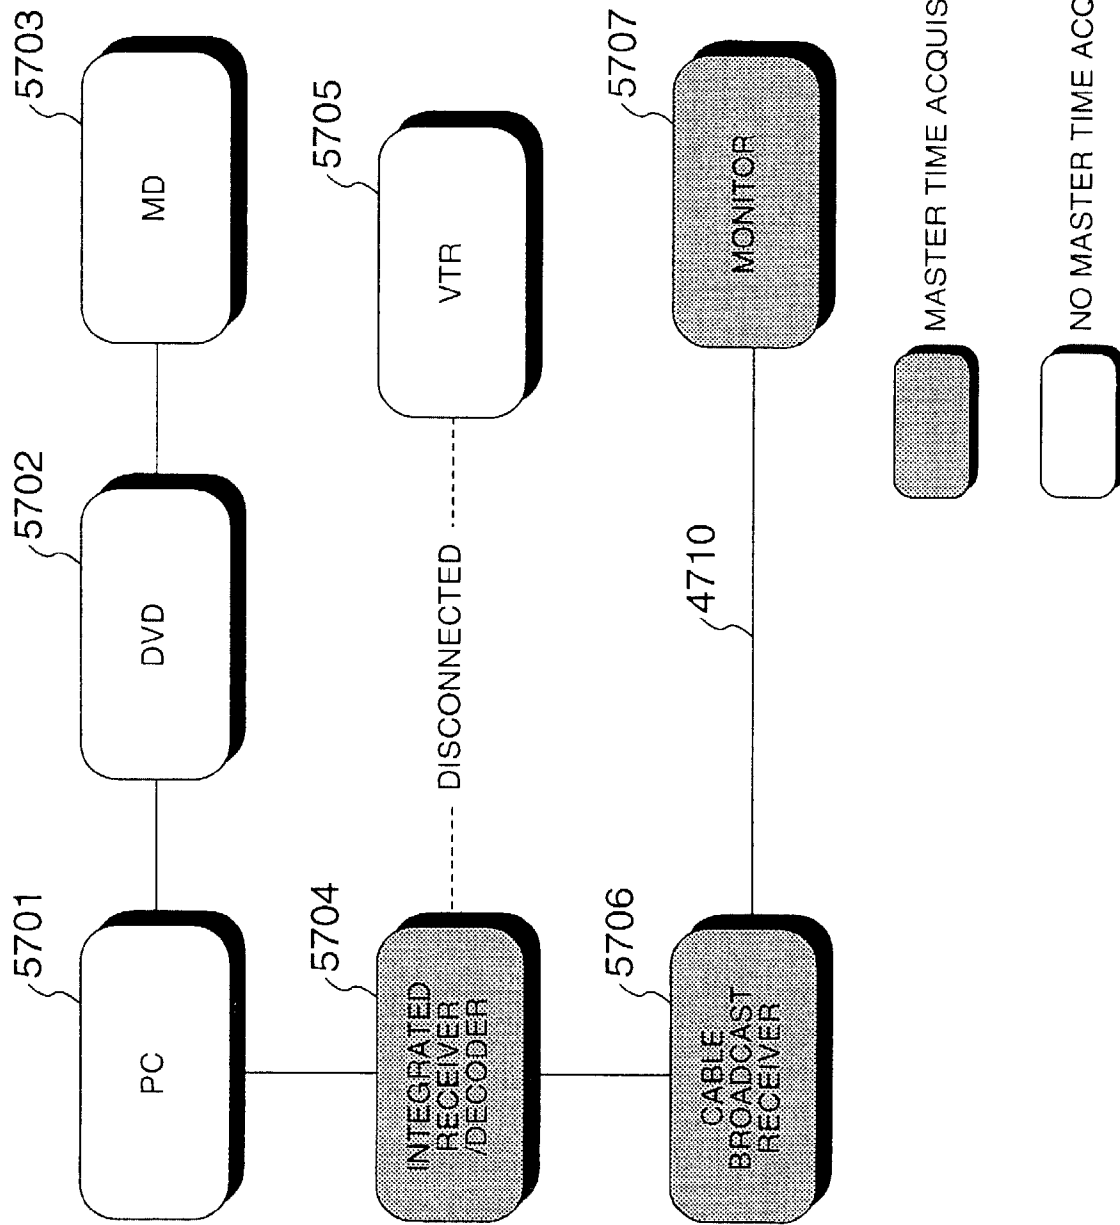 5701
5702
5703
PC
DVD
MD
5704
5705
INTEGRATED
RECEIVER
/DECODER
DISCONNECTED
VTR
5706
4710
5707
CABLE
BROADCAST
RECEIVER
MONITOR
MASTER TIME ACQUIS
NO MASTER TIME ACQ